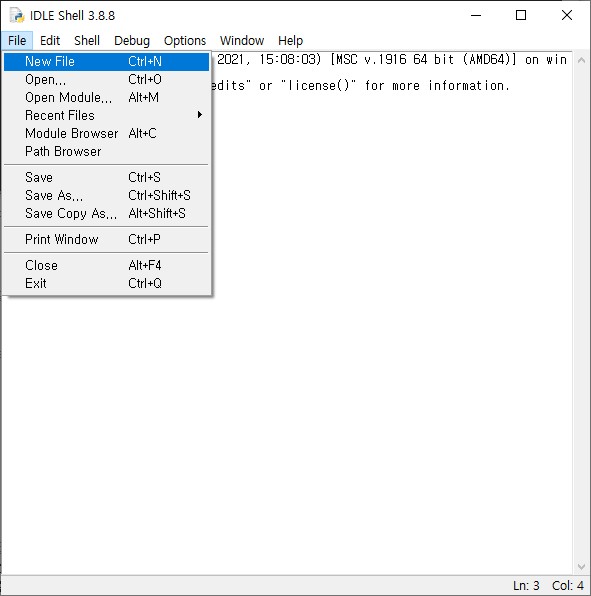 IDLE Shell 3.8.8
File Edit Shell Debug Options Window Help
2021, 15:08:03) [MSC v.1916 64 bit (AMD64)] on win
edits" or "license()" for more information.
New File Ctrl+N
Open... Ctrl+O
Open Module... Alt+M
Recent Files
Module Browser Alt+C
Path Browser
Save Ctrl+S
Save As... Ctrl+Shift+S
Save Copy As... Alt+Shift+S
Print Window Ctrl+P
Close Alt+F4
Exit Ctrl+Q
Ln: 3 Col: 4